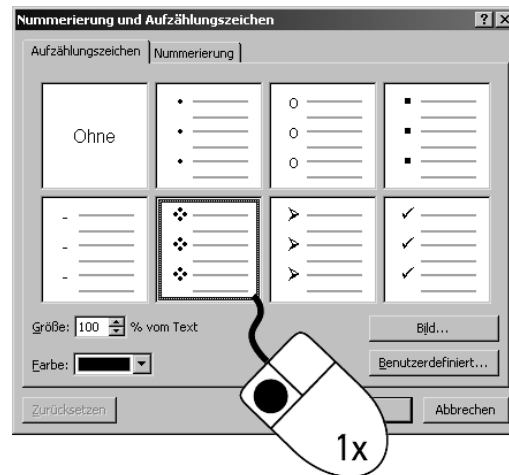 Nummerierung und Aufzählungszeichen
Aufzählungszeichen Nummerierung
Ohne
Größe: 100 % vom Text
Bild...
Farbe:
Benutzerdefiniert...
Zurücksetzen
Abbrechen
1x